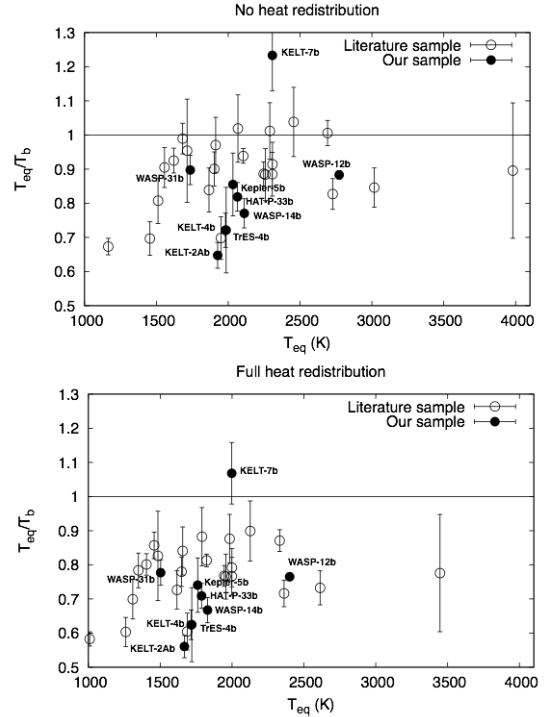 No heat redistribution
1.3
Literature sample
1.2
KELT-7b
Our sample
1.1
1
T_eq/T_b
WASP-12b
0.9
WASP-31b
Kepler-5b
HAT-P-33b
0.8
WASP-14b
KELT-4b
TrES-4b
0.7
KELT-2Ab
0.6
0.5
1000 1500 2000 2500 3000 3500 4000
T_eq (K)
Full heat redistribution
1.3
Literature sample
1.2
Our sample
1.1
KELT-7b
1
T_eq/T_b
0.9
0.8
WASP-12b
WASP-31b
Kepler-5b
HAT-P-33b
0.7
WASP-14b
KELT-4b
TrES-4b
0.6
KELT-2Ab
0.5
1000 1500 2000 2500 3000 3500 4000
T_eq (K)